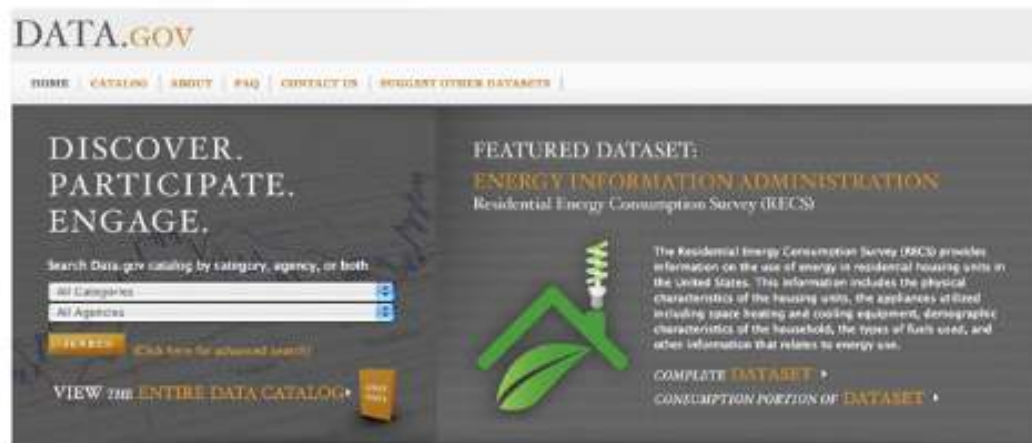 DATA.GOV
HOME | CATALOG | ABOUT | FAQ | CONTACT US | SUGGEST OTHER DATASETS |
DISCOVER.
PARTICIPATE.
ENGAGE.
Search Data.gov catalog by category, agency, or both
All Categories
All Agencies
SEARCH (Click here for advanced search)
VIEW THE ENTIRE DATA CATALOG
FEATURED DATASET:
ENERGY INFORMATION ADMINISTRATION
Residential Energy Consumption Survey (RECS)
The Residential Energy Consumption Survey (RECS) provides
information on the use of energy in residential housing units in
the United States. This information includes the physical
characteristics of the housing units, the appliances utilized
including space heating and cooling equipment, demographic
characteristics of the household, the types of fuels used, and
other information that relates to energy use.
COMPLETE DATASET
CONSUMPTION PORTION OF DATASET